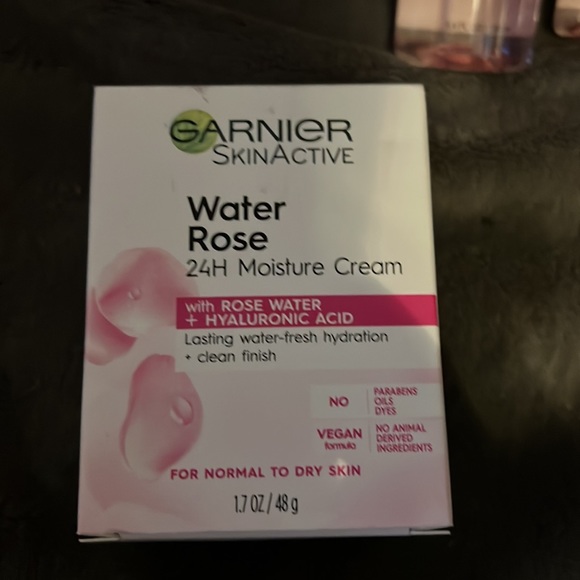 GARNIER
SKINACTIVE
Water
Rose
24H Moisture Cream
with ROSE WATER
+ HYALURONIC ACID
Lasting water-fresh hydration
+ clean finish
NO
PARABENS
OILS
DYES
VEGAN
formula
NO ANIMAL
DERIVED
INGREDIENTS
FOR NORMAL TO DRY SKIN
1.7 OZ / 48 g